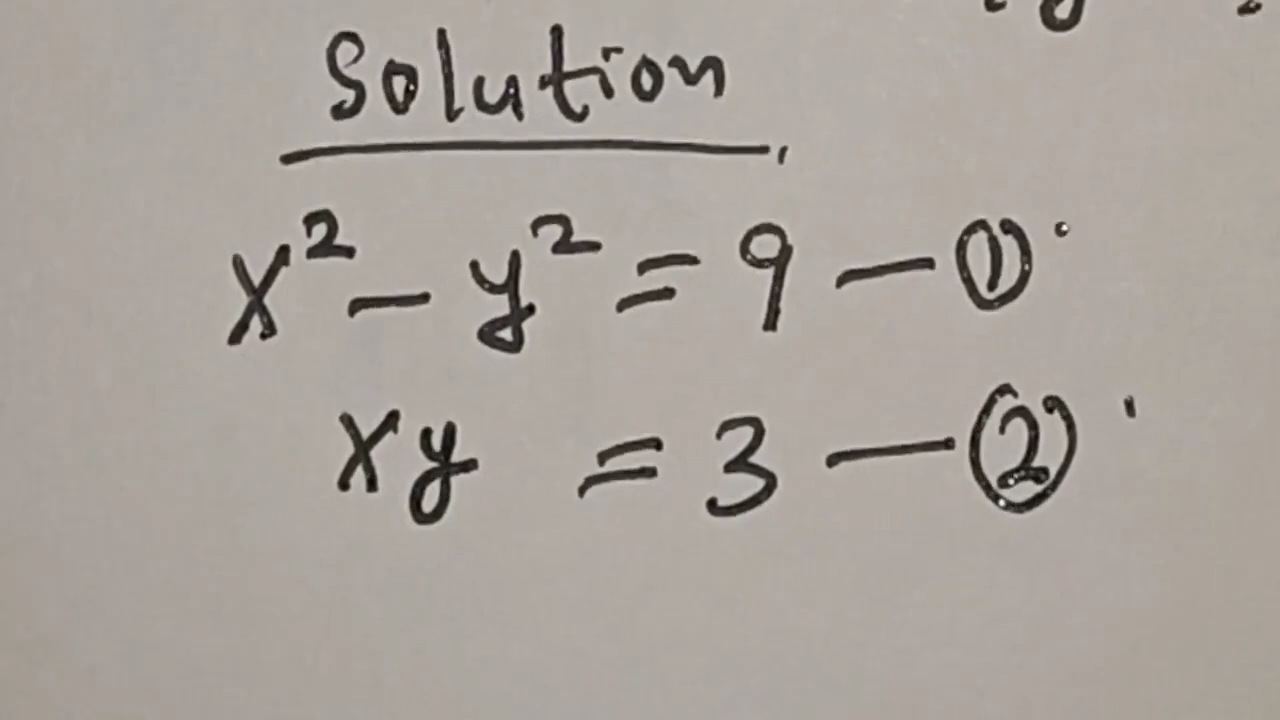 Solution
x² - y² = 9 — ①
xy = 3 — ②